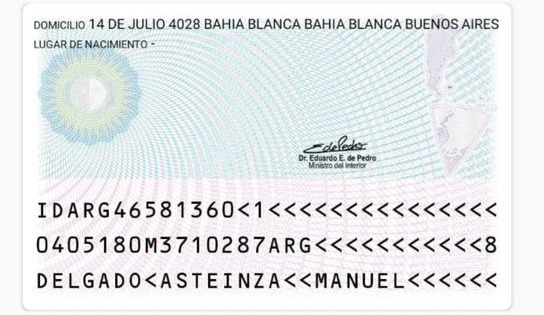 DOMICILIO 14 DE JULIO 4028 BAHIA BLANCA BAHIA BLANCA BUENOS AIRES
LUGAR DE NACIMIENTO -
Dr. Eduardo E. de Pedro
Ministro del Interior
IDARG46581360<1<<<<<<<<<<<<<<<
0405180M3710287ARG<<<<<<<<<<<8
DELGADO<ASTEINZA<<MANUEL<<<<<<